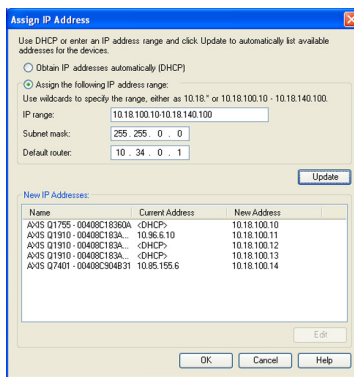 Assign IP Address
Use DHCP or enter an IP address range and click. Update to automatically list available
addresses for the devices.
Obtain IP addresses automatically (DHCP)
Assign the following IP address range:
Use wildcards to specify the range, either as 10.18.* or 10.18.100.10 - 10.18.140.100.
IP range: 10.18.100.10-10.18.140.100
Subnet mask: 255 . 255 . 0 . 0
Default router: 10 . 34 . 0 . 1
Update
New IP Addresses:
Name Current Address New Address
AXIS Q1755 - 00408C18360A <DHCP> 10.18.100.10
AXIS Q1910 - 00408C183A... 10.96.6.10 10.18.100.11
AXIS Q1910 - 00408C183A... <DHCP> 10.18.100.12
AXIS Q1910 - 00408C183A... <DHCP> 10.18.100.13
AXIS Q7401 - 00408C904B31 10.85.155.6 10.18.100.14
Edit
OK Cancel Help